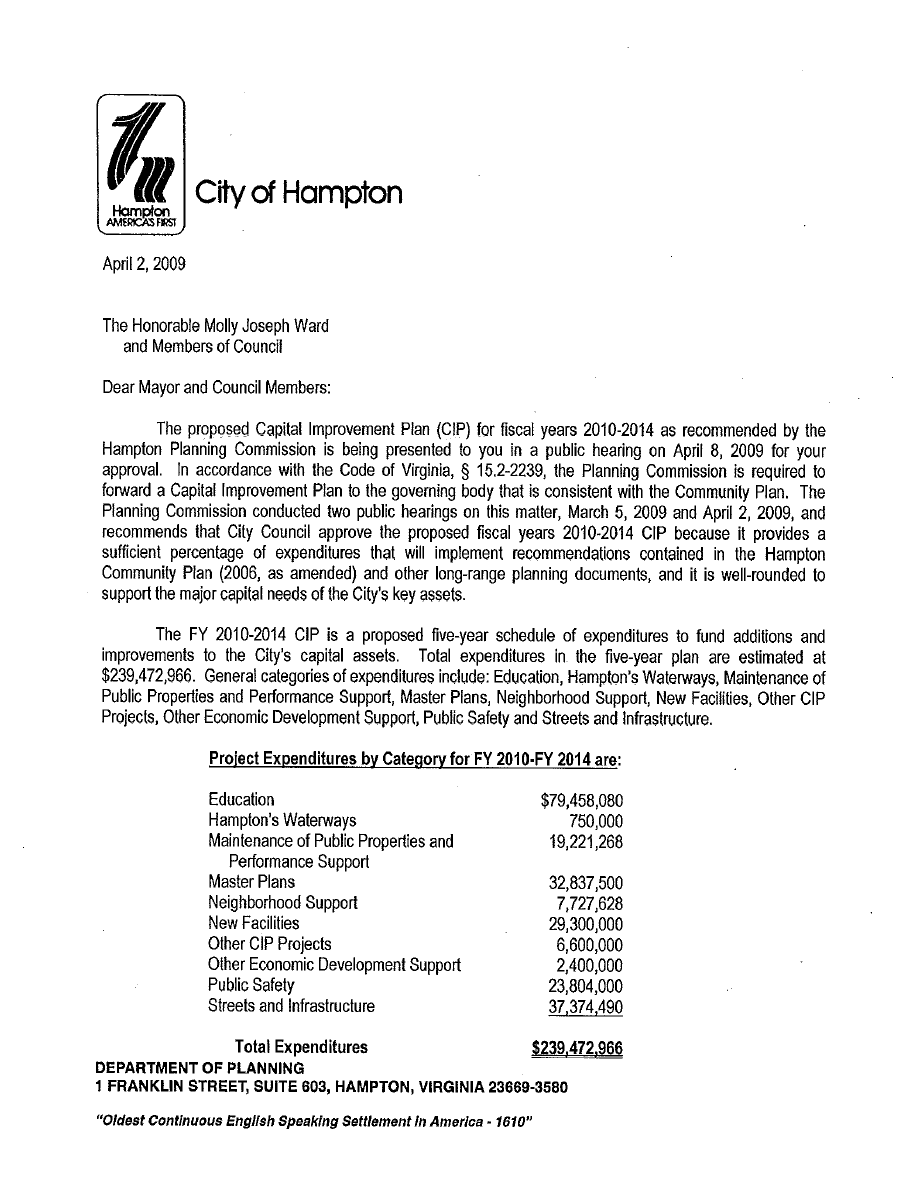 Hampton
AMERICA'S FIRST
City of Hampton
April 2, 2009
The Honorable Molly Joseph Ward
and Members of Council
Dear Mayor and Council Members:
The proposed Capital Improvement Plan (CIP) for fiscal years 2010-2014 as recommended by the
Hampton Planning Commission is being presented to you in a public hearing on April 8, 2009 for your
approval. In accordance with the Code of Virginia, § 15.2-2239, the Planning Commission is required to
forward a Capital Improvement Plan to the governing body that is consistent with the Community Plan. The
Planning Commission conducted two public hearings on this matter, March 5, 2009 and April 2, 2009, and
recommends that City Council approve the proposed fiscal years 2010-2014 CIP because it provides a
sufficient percentage of expenditures that will implement recommendations contained in the Hampton
Community Plan (2006, as amended) and other long-range planning documents, and it is well-rounded to
support the major capital needs of the City's key assets.
The FY 2010-2014 CIP is a proposed five-year schedule of expenditures to fund additions and
improvements to the City's capital assets. Total expenditures in the five-year plan are estimated at
$239,472,966. General categories of expenditures include: Education, Hampton's Waterways, Maintenance of
Public Properties and Performance Support, Master Plans, Neighborhood Support, New Facilities, Other CIP
Projects, Other Economic Development Support, Public Safety and Streets and Infrastructure.
Project Expenditures by Category for FY 2010-FY 2014 are:
Education $79,458,080
Hampton's Waterways 750,000
Maintenance of Public Properties and 19,221,268
Performance Support
Master Plans 32,837,500
Neighborhood Support 7,727,628
New Facilities 29,300,000
Other CIP Projects 6,600,000
Other Economic Development Support 2,400,000
Public Safety 23,804,000
Streets and Infrastructure 37,374,490
Total Expenditures $239,472,966
DEPARTMENT OF PLANNING
1 FRANKLIN STREET, SUITE 603, HAMPTON, VIRGINIA 23669-3580
"Oldest Continuous English Speaking Settlement in America - 1610"